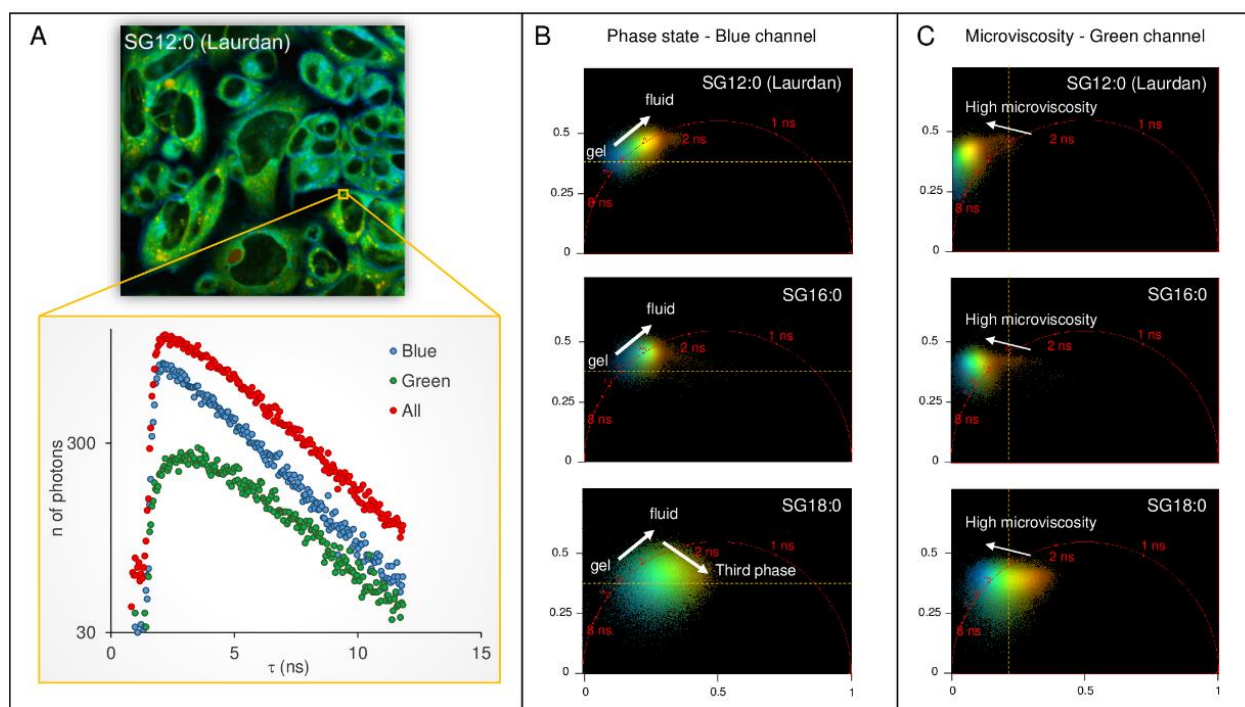 A
SG12:0 (Laurdan)
n of photons
300
30
Blue
Green
All
0
5
10
15
τ (ns)
B
Phase state - Blue channel
SG12:0 (Laurdan)
fluid
gel
1 ns
2 ns
8 ns
0.5
0.25
0
SG16:0
fluid
gel
1 ns
2 ns
8 ns
0.5
0.25
0
SG18:0
fluid
gel
Third phase
1 ns
2 ns
8 ns
0.5
0.25
0
0
0.5
1
C
Microviscosity - Green channel
SG12:0 (Laurdan)
High microviscosity
1 ns
2 ns
8 ns
0.5
0.25
0
SG16:0
High microviscosity
1 ns
2 ns
8 ns
0.5
0.25
0
SG18:0
High microviscosity
1 ns
2 ns
8 ns
0.5
0.25
0
0
0.5
1